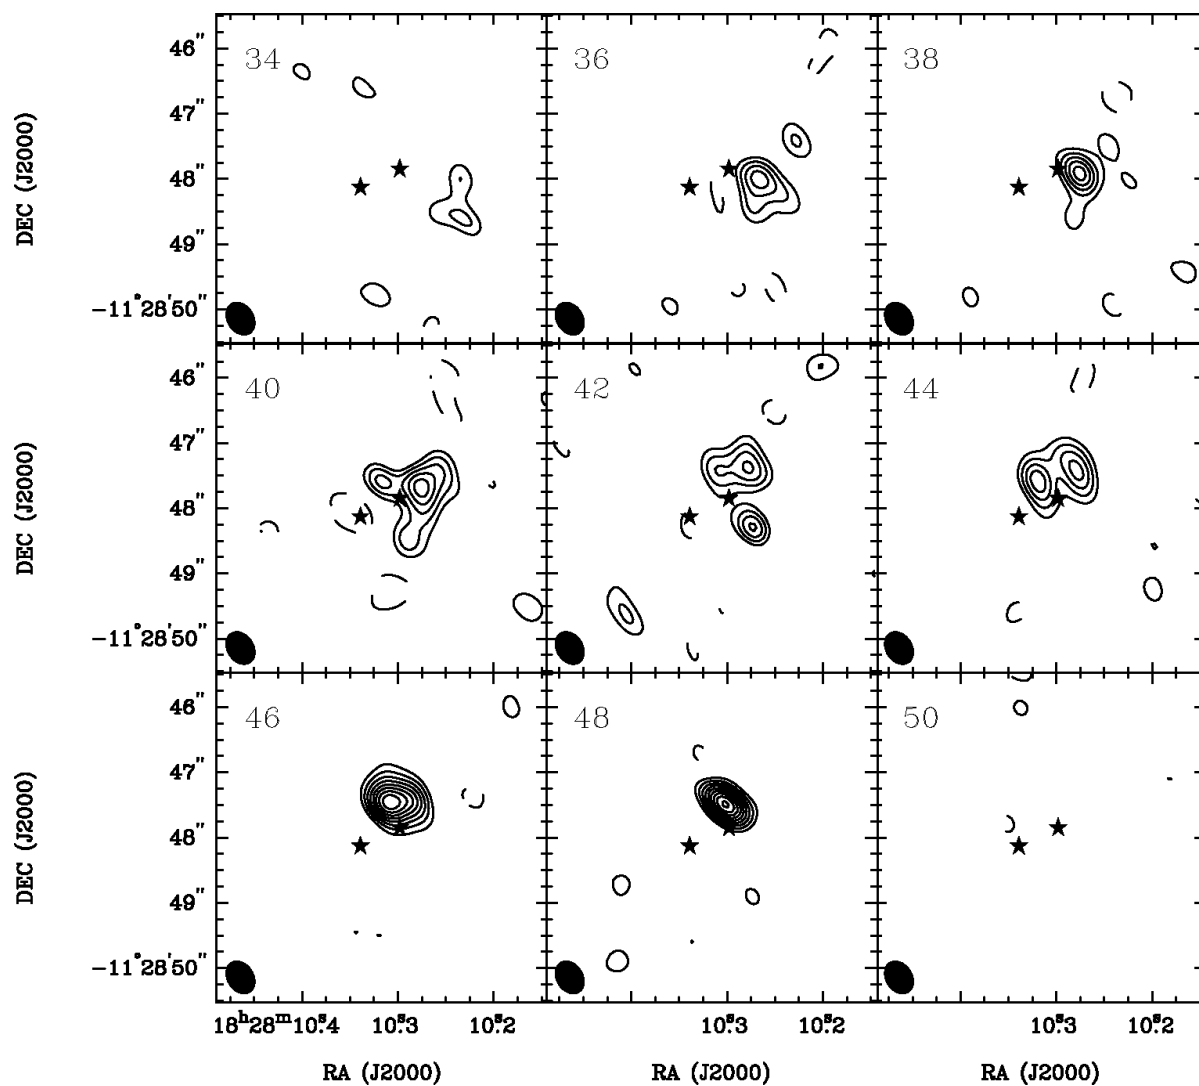 34 36 38
46"
47"
48"
49"
−11°28'50"
DEC (J2000)
40 42 44
46"
47"
48"
49"
−11°28'50"
DEC (J2000)
46 48 50
46"
47"
48"
49"
−11°28'50"
DEC (J2000)
18ʰ28ᵐ10ˢ.4 10ˢ.3 10ˢ.2 10ˢ.3 10ˢ.2 10ˢ.3 10ˢ.2
RA (J2000) RA (J2000) RA (J2000)